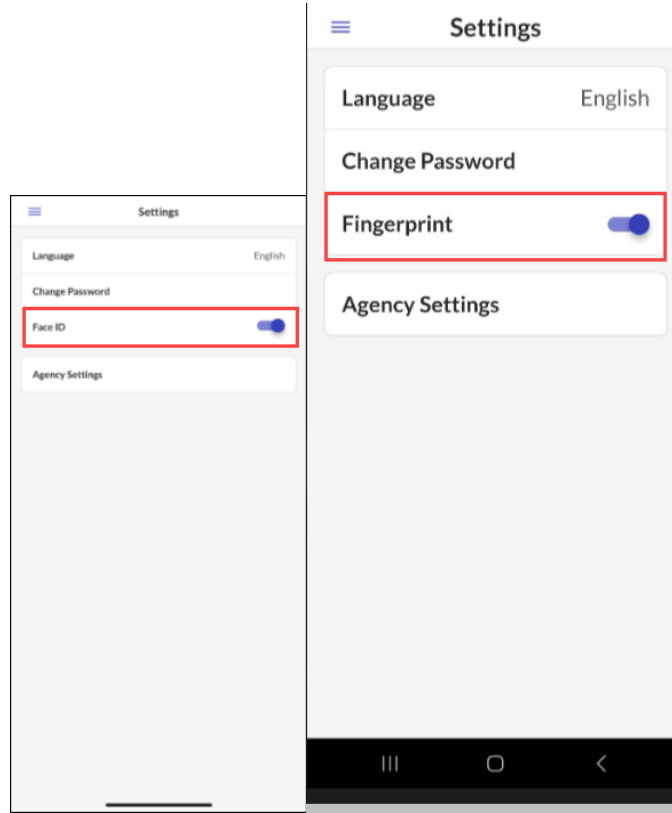 Settings
Language English
Change Password
Face ID
Agency Settings
Settings
Language English
Change Password
Fingerprint
Agency Settings